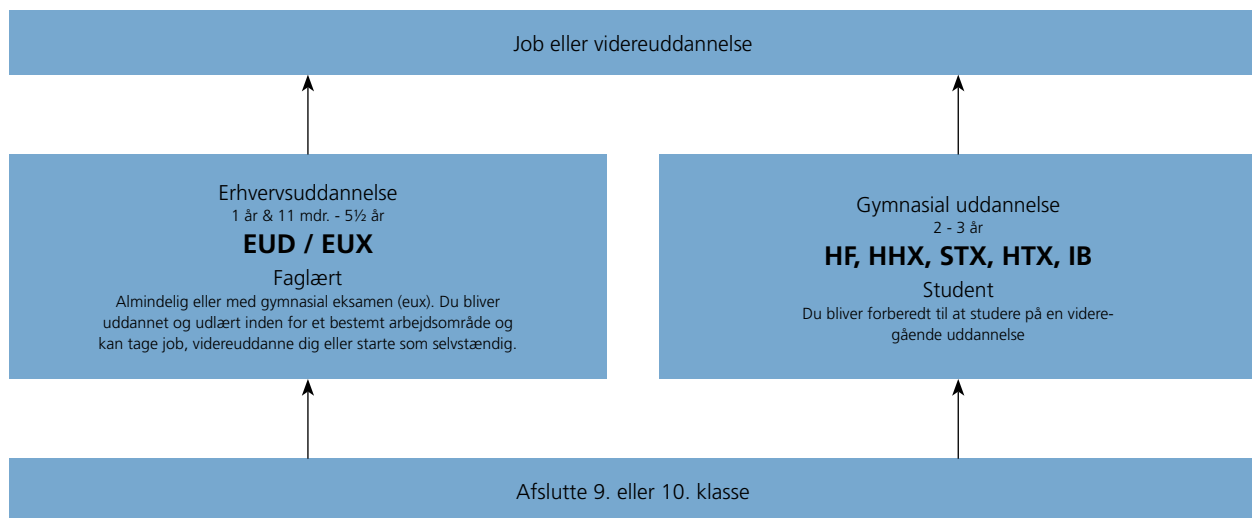 Job eller videreuddannelse
Erhvervsuddannelse
1 år & 11 mdr. - 5½ år
EUD / EUX
Faglært
Almindelig eller med gymnasial eksamen (eux). Du bliver
uddannet og udlært inden for et bestemt arbejdsområde og
kan tage job, videreuddanne dig eller starte som selvstændig.
Gymnasial uddannelse
2 - 3 år
HF, HHX, STX, HTX, IB
Student
Du bliver forberedt til at studere på en videre-
gående uddannelse
Afslutte 9. eller 10. klasse